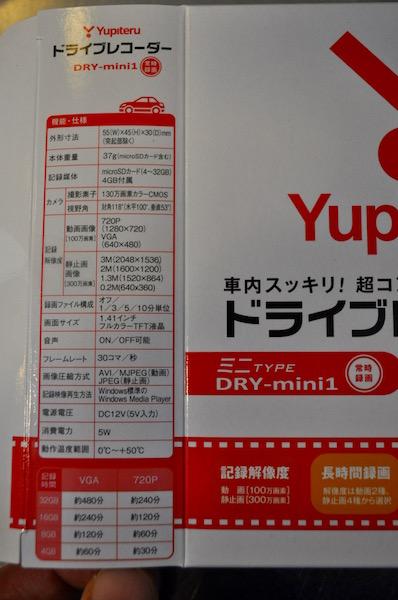 Yupiteru
ドライブレコーダー
DRY-mini1 常時録画
機能・仕様
外形寸法 55(W)×45(H)×30(D)mm
(突起部除く)
本体重量 37g(microSDカード含む)
記録媒体 microSDカード(4〜32GB)
4GB付属
カメラ 撮影素子 130万画素カラーCMOS
視野角 対角118°(水平100°、垂直53°)
記録解像度 動画画像 [100万画素] 720P
(1280×720)
VGA
(640×480)
静止画画像 [300万画素] 3M(2048×1536)
2M(1600×1200)
1.3M(1520×864)
0.2M(640×360)
録画ファイル構成 オフ/
1/3/5/10分単位
画面サイズ 1.41インチ
フルカラーTFT液晶
音声 ON/OFF可能
フレームレート 30コマ/秒
画像圧縮方式 AVI/MJPEG(動画)
JPEG(静止画)
記録映像再生方法 Windows標準の
Windows Media Player
電源電圧 DC12V(5V入力)
消費電力 5W
動作温度範囲 0℃〜+50℃
記録時間 VGA 720P
32GB 約480分 約240分
16GB 約240分 約120分
8GB 約120分 約60分
4GB 約60分 約30分
Yup
車内スッキリ! 超コ
ドライブ
ミニ TYPE
DRY-mini1
常時録画
記録解像度
動 画[100万画素]
静止画[300万画素]
長時間録画
解像度は動画2種、
静止画4種から選択